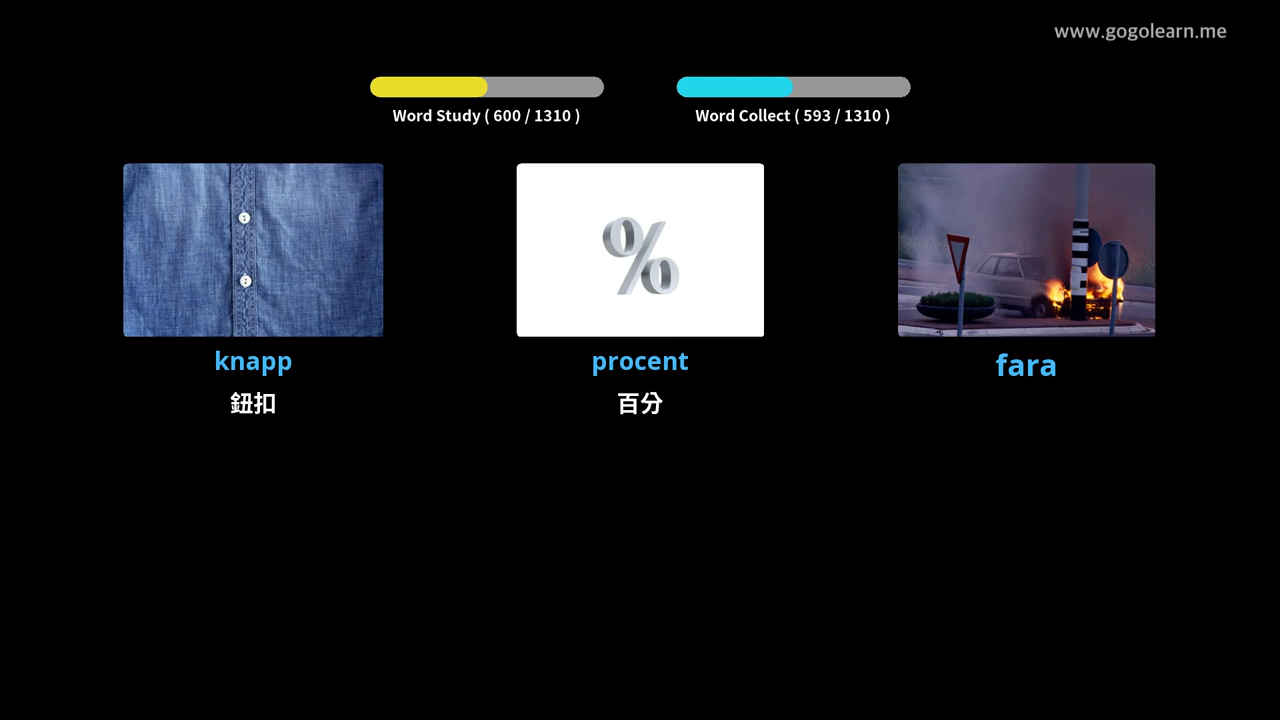 www.gogolearn.me
Word Study ( 600 / 1310 )
Word Collect ( 593 / 1310 )
%
knapp
procent
fara
鈕扣
百分